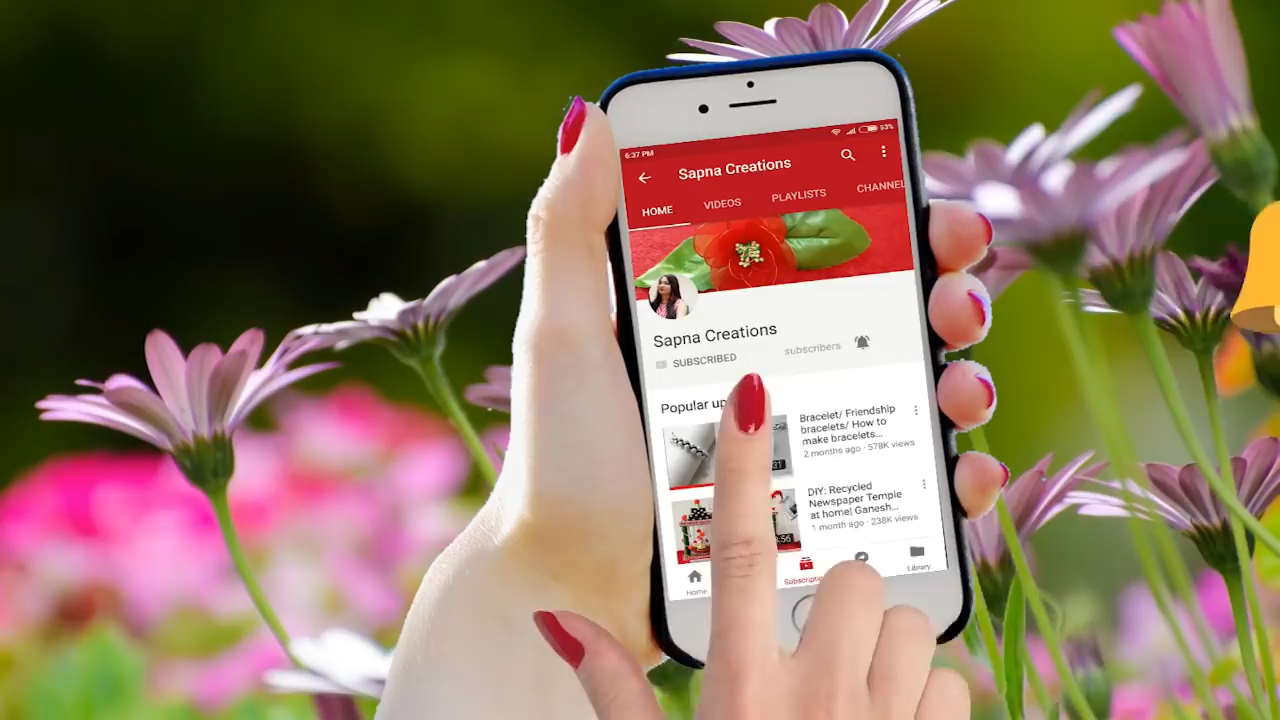 6:37 PM 53%
Sapna Creations
HOME VIDEOS PLAYLISTS CHANNEL
Sapna Creations
SUBSCRIBED subscribers
Popular up
Bracelet/ Friendship
bracelets/ How to
make bracelets...
2 months ago · 578K views
DIY: Recycled
Newspaper Temple
at home| Ganesh...
1 month ago · 238K views
Home Subscriptio Library